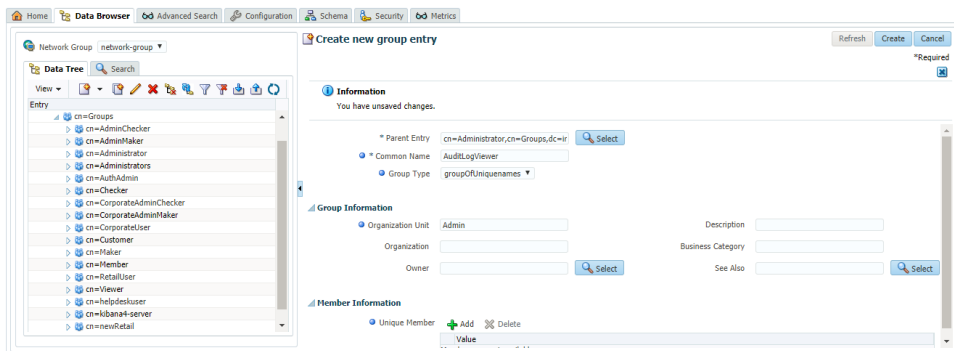 Home Data Browser Advanced Search Configuration Schema Security Metrics
Network Group network-group
Data Tree Search
View
Entry
cn=Groups
cn=AdminChecker
cn=AdminMaker
cn=Administrator
cn=Administrators
cn=AuthAdmin
cn=Checker
cn=CorporateAdminChecker
cn=CorporateAdminMaker
cn=CorporateUser
cn=Customer
cn=Maker
cn=Member
cn=RetailUser
cn=Viewer
cn=helpdeskuser
cn=kibana4-server
cn=newRetail
Create new group entry
Refresh Create Cancel
*Required
Information
You have unsaved changes.
* Parent Entry cn=Administrator,cn=Groups,dc=ir Select
* Common Name AuditLogViewer
Group Type groupOfUniquenames
Group Information
Organization Unit Admin Description
Organization Business Category
Owner Select See Also Select
Member Information
Unique Member Add Delete
Value